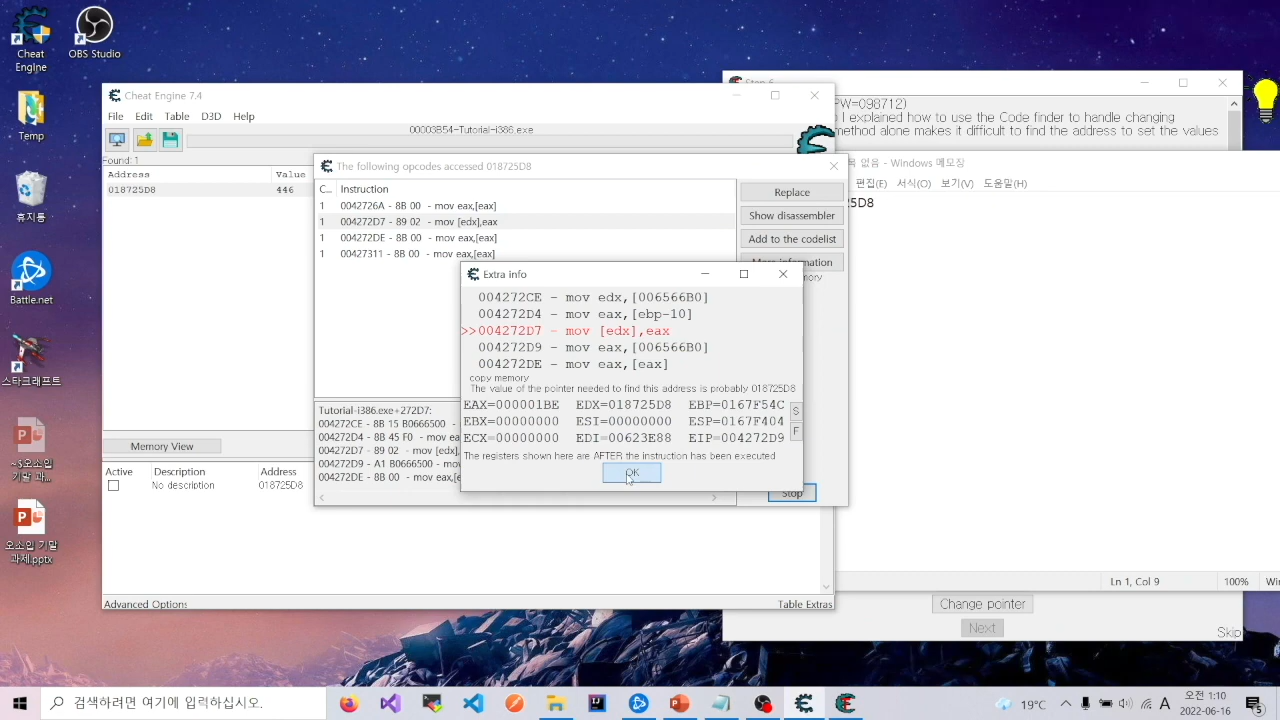 Cheat
Engine
OBS Studio
Temp
휴지통
Battle.net
스타크래프트
~$오소입
기말 과...
오소입 기말
과제.pptx
Cheat Engine 7.4
File Edit Table D3D Help
00003B54-Tutorial-i386.exe
Found: 1
Address Value
018725D8 446
Memory View
Active Description Address
No description 018725D8
Advanced Options Table Extras
The following opcodes accessed 018725D8
C... Instruction
1 0042726A - 8B 00 - mov eax,[eax]
1 004272D7 - 89 02 - mov [edx],eax
1 004272DE - 8B 00 - mov eax,[eax]
1 00427311 - 8B 00 - mov eax,[eax]
Replace
Show disassembler
Add to the codelist
More information
Tutorial-i386.exe+272D7:
004272CE - 8B 15 B0666500 - mov
004272D4 - 8B 45 F0 - mov ea
004272D7 - 89 02 - mov [edx],
004272D9 - A1 B0666500 - mo
004272DE - 8B 00 - mov eax,[e
Stop
Extra info
004272CE - mov edx,[006566B0]
004272D4 - mov eax,[ebp-10]
>>004272D7 - mov [edx],eax
004272D9 - mov eax,[006566B0]
004272DE - mov eax,[eax]
copy memory
The value of the pointer needed to find this address is probably 018725D8
EAX=000001BE EDX=018725D8 EBP=0167F54C
EBX=00000000 ESI=00000000 ESP=0167F404
ECX=00000000 EDI=00623E88 EIP=004272D9
S
F
The registers shown here are AFTER the instruction has been executed
OK
Step 6
PW=098712)
I explained how to use the Code finder to handle changing
method alone makes it difficult to find the address to set the values
없음 - Windows 메모장
편집(E) 서식(O) 보기(V) 도움말(H)
5D8
Ln 1, Col 9 100%
Change pointer
Next
Skip
검색하려면 여기에 입력하십시오.
19°C
A
오전 1:10
2022-06-16
5